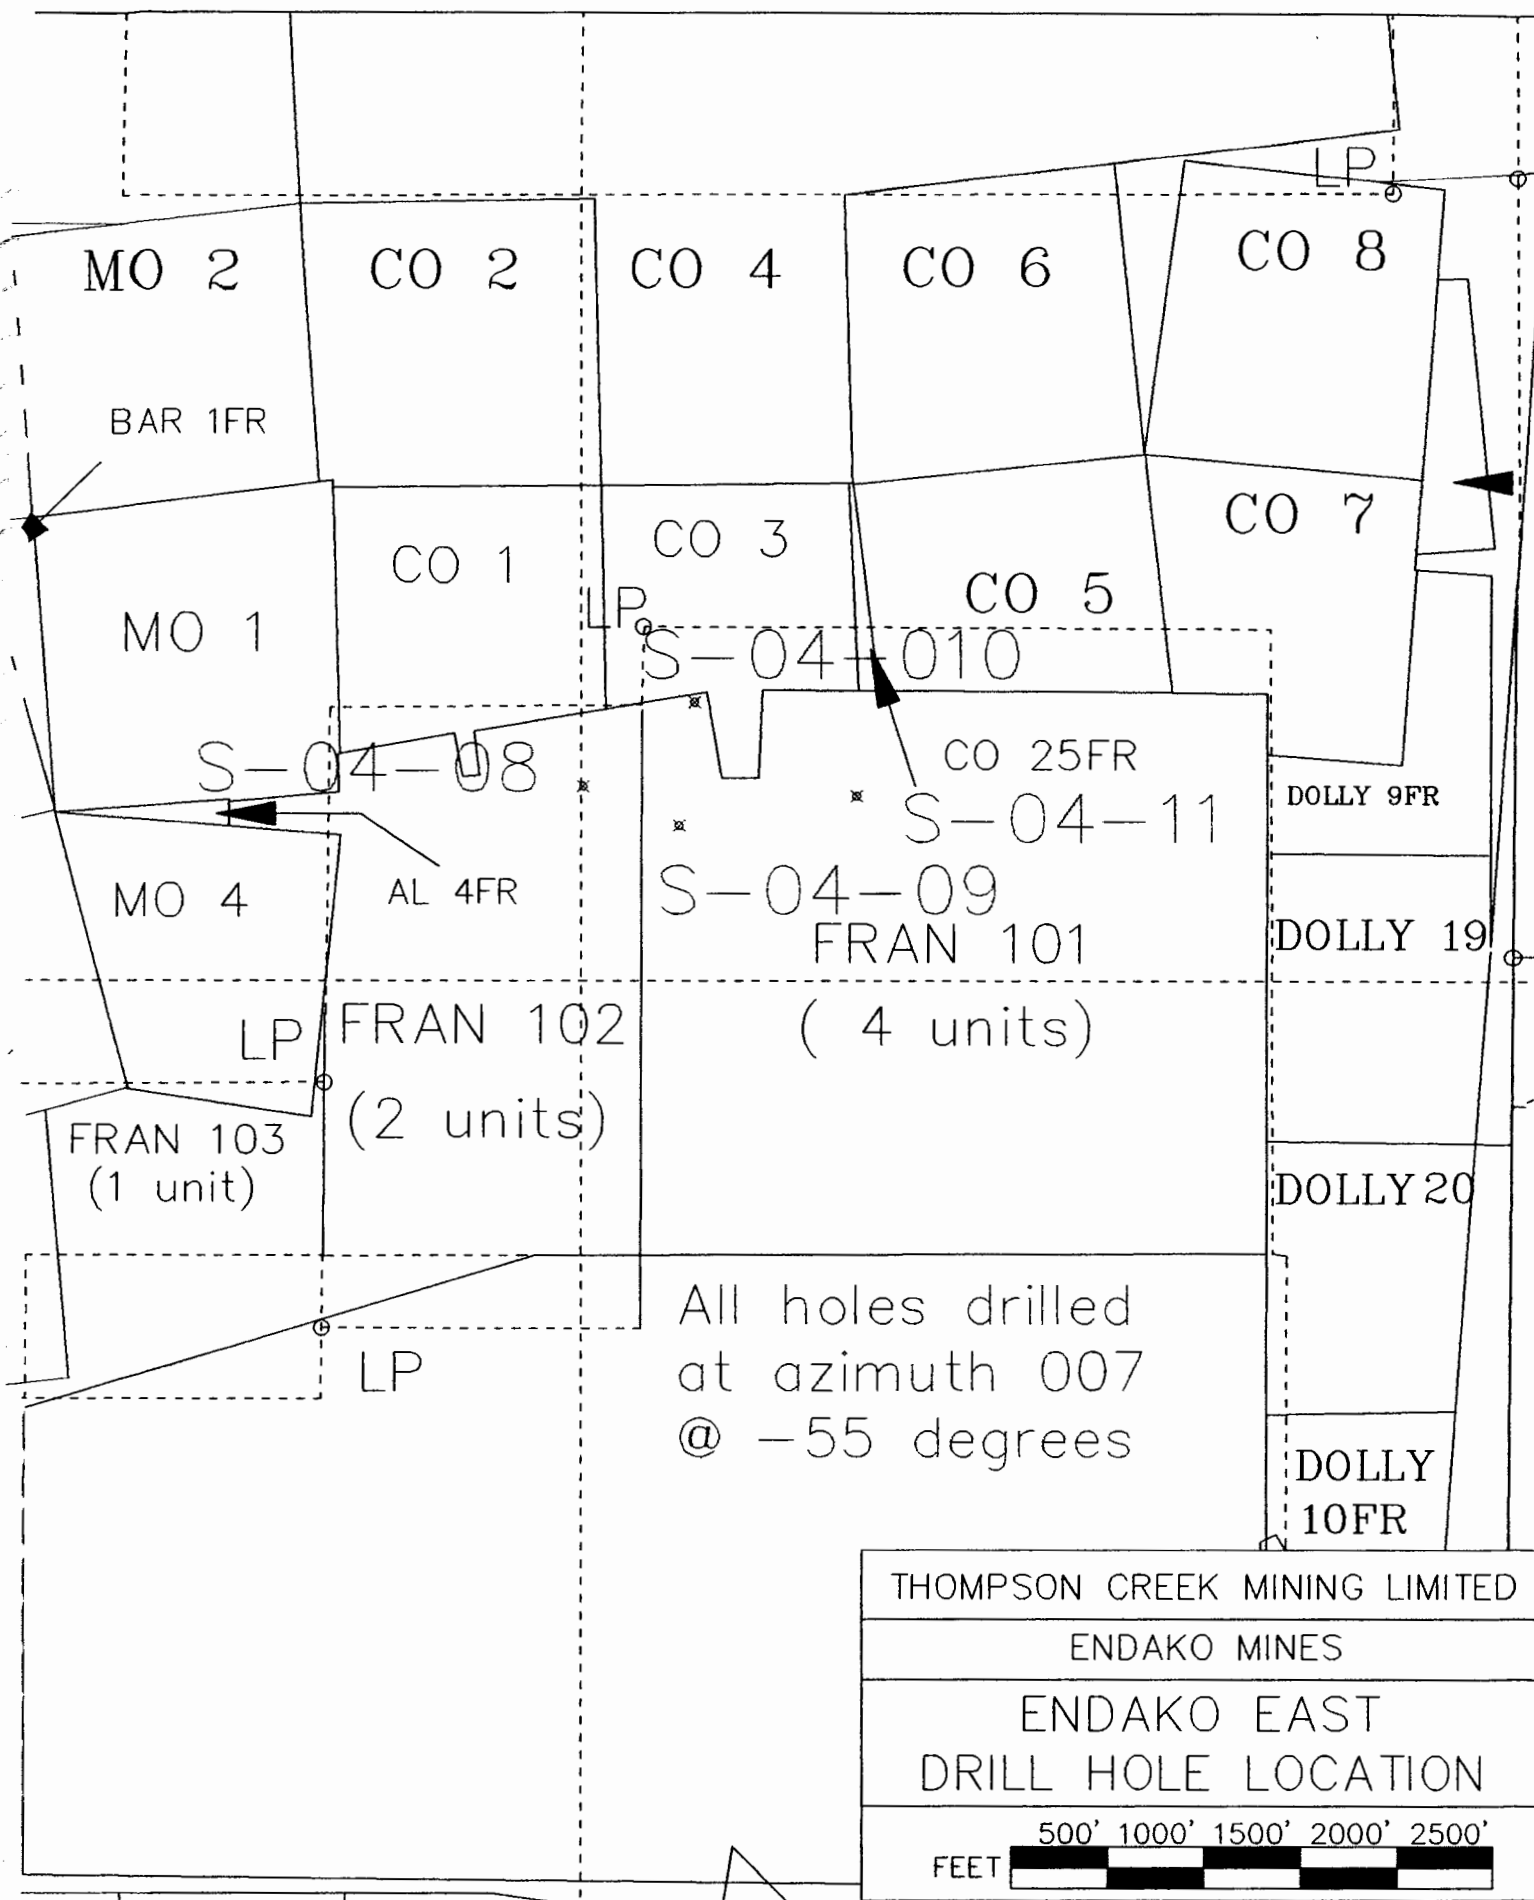 LP
MO 2
CO 2
CO 4
CO 6
CO 8
BAR 1FR
CO 7
CO 3
CO 1
CO 5
LP
MO 1
S-04-010
S-04-08
CO 25FR
DOLLY 9FR
S-04-11
AL 4FR
MO 4
S-04-09
FRAN 101
DOLLY 19
( 4 units)
LP
FRAN 102
(2 units)
FRAN 103
(1 unit)
DOLLY 20
All holes drilled
at azimuth 007
@ -55 degrees
LP
DOLLY
10FR
THOMPSON CREEK MINING LIMITED
ENDAKO MINES
ENDAKO EAST
DRILL HOLE LOCATION
500' 1000' 1500' 2000' 2500'
FEET